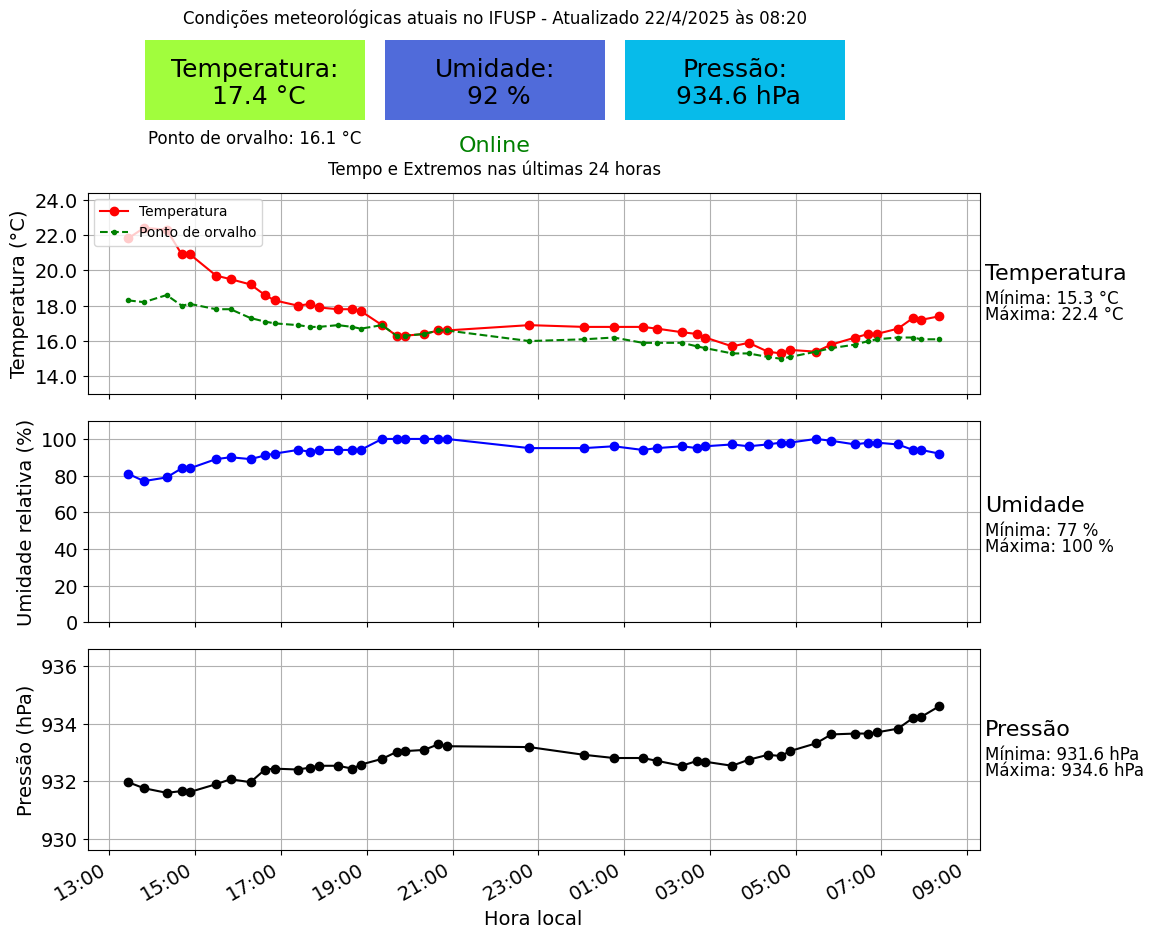 Condições meteorológicas atuais no IFUSP - Atualizado 22/4/2025 às 08:20
Temperatura:
17.4 °C
Umidade:
92 %
Pressão:
934.6 hPa
Ponto de orvalho: 16.1 °C
Online
Tempo e Extremos nas últimas 24 horas
Temperatura (°C)
24.0
22.0
20.0
18.0
16.0
14.0
Temperatura
Ponto de orvalho
Temperatura
Mínima: 15.3 °C
Máxima: 22.4 °C
Umidade relativa (%)
100
80
60
40
20
0
Umidade
Mínima: 77 %
Máxima: 100 %
Pressão (hPa)
936
934
932
930
Pressão
Mínima: 931.6 hPa
Máxima: 934.6 hPa
13:00 15:00 17:00 19:00 21:00 23:00 01:00 03:00 05:00 07:00 09:00
Hora local